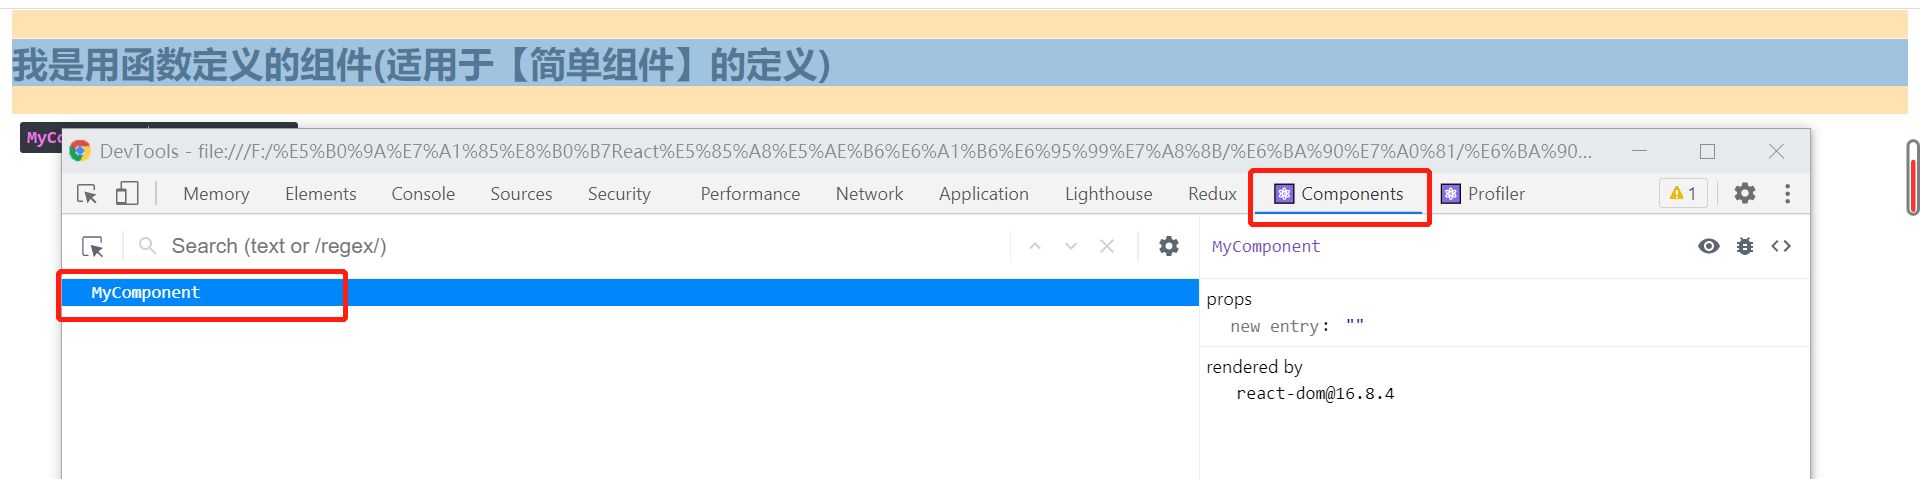 我是用函数定义的组件(适用于【简单组件】的定义)
MyCo
DevTools - file:///F:/%E5%B0%9A%E7%A1%85%E8%B0%B7React%E5%85%A8%E5%AE%B6%E6%A1%B6%E6%95%99%E7%A8%8B/%E6%BA%90%E7%A0%81/%E6%BA%90...
Memory Elements Console Sources Security Performance Network Application Lighthouse Redux Components Profiler 1
Search (text or /regex/)
MyComponent
MyComponent
props
new entry: ""
rendered by
react-dom@16.8.4